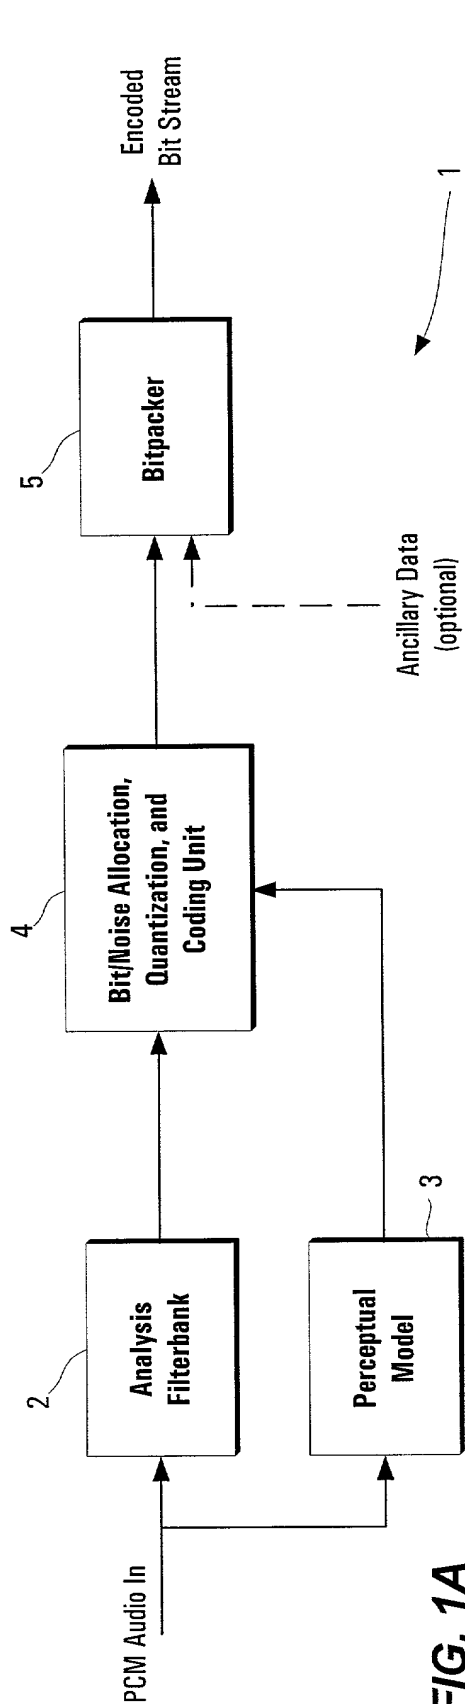 PCM Audio In
2
Analysis
Filterbank
Perceptual
Model
3
4
Bit/Noise Allocation,
Quantization, and
Coding Unit
Ancillary Data
(optional)
5
Bitpacker
Encoded
Bit Stream
1
FIG. 1A